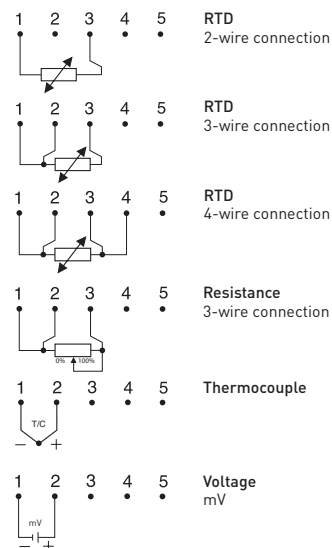 1 2 3 4 5 RTD
2-wire connection
1 2 3 4 5 RTD
3-wire connection
1 2 3 4 5 RTD
4-wire connection
1 2 3 4 5 Resistance
3-wire connection
0% 100%
1 2 3 4 5 Thermocouple
T/C
– +
1 2 3 4 5 Voltage
mV
mV
– +